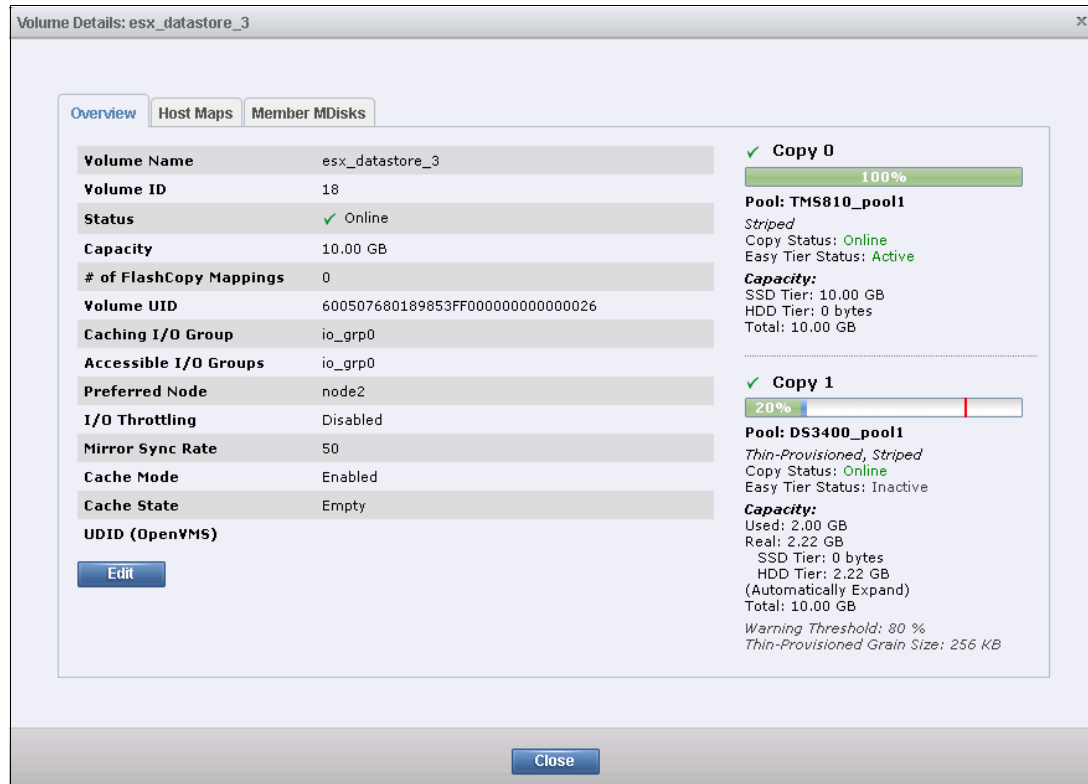 Volume Details: esx_datastore_3 x
Overview Host Maps Member MDisks
Volume Name esx_datastore_3
Volume ID 18
Status ✓ Online
Capacity 10.00 GB
# of FlashCopy Mappings 0
Volume UID 600507680189853FF000000000000026
Caching I/O Group io_grp0
Accessible I/O Groups io_grp0
Preferred Node node2
I/O Throttling Disabled
Mirror Sync Rate 50
Cache Mode Enabled
Cache State Empty
UDID (OpenVMS)
Edit
✓ Copy 0
100%
Pool: TMS810_pool1
Striped
Copy Status: Online
Easy Tier Status: Active
Capacity:
SSD Tier: 10.00 GB
HDD Tier: 0 bytes
Total: 10.00 GB
✓ Copy 1
20%
Pool: DS3400_pool1
Thin-Provisioned, Striped
Copy Status: Online
Easy Tier Status: Inactive
Capacity:
Used: 2.00 GB
Real: 2.22 GB
SSD Tier: 0 bytes
HDD Tier: 2.22 GB
(Automatically Expand)
Total: 10.00 GB
Warning Threshold: 80 %
Thin-Provisioned Grain Size: 256 KB
Close